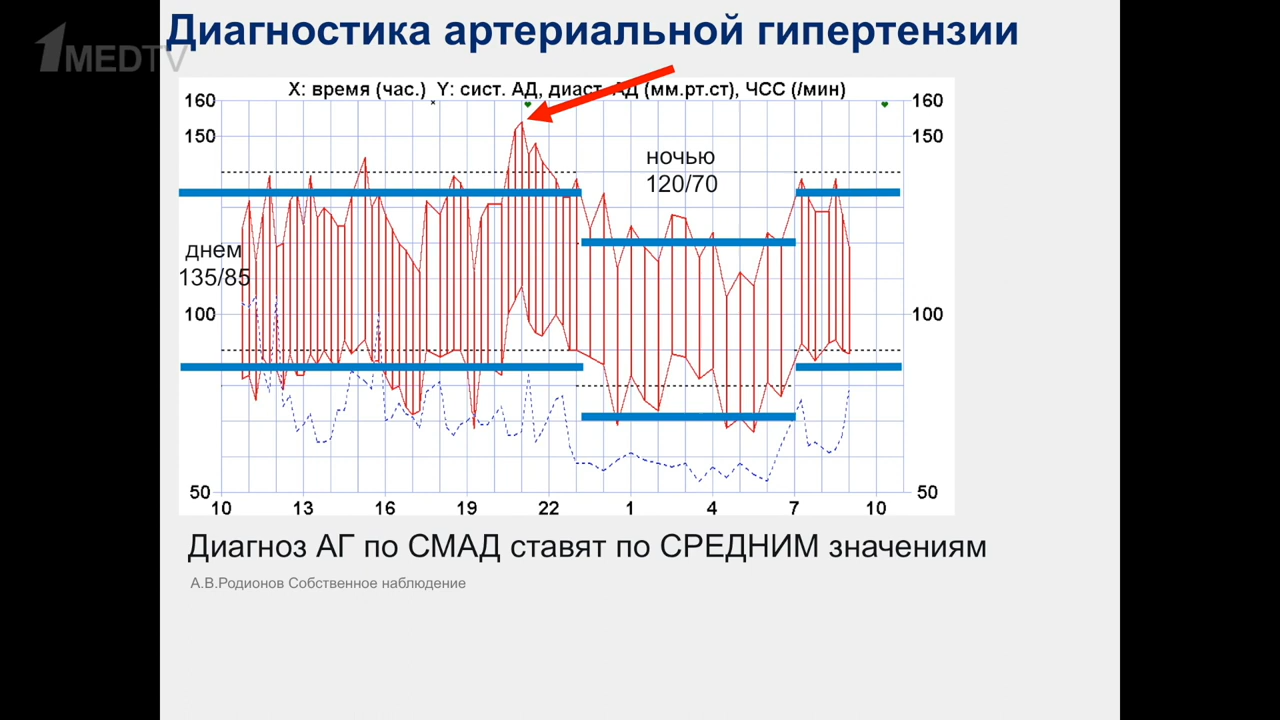 1MEDTV
Диагностика артериальной гипертензии
X: время (час.) Y: сист. АД, диаст. АД (мм.рт.ст), ЧСС (/мин)
160
160
150
150
ночью
120/70
днем
135/85
100
100
50
50
10 13 16 19 22 1 4 7 10
Диагноз АГ по СМАД ставят по СРЕДНИМ значениям
А.В.Родионов Собственное наблюдение